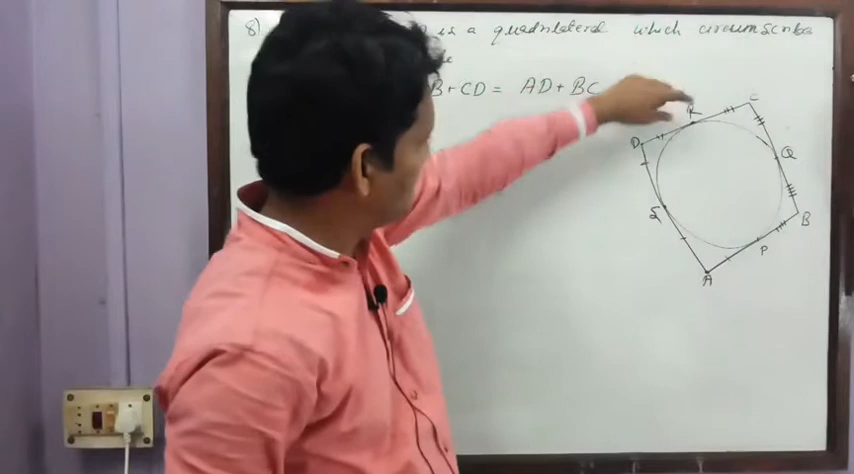 8) is a quadrilateral which circumscribe
B+CD = AD+BC
C
R
D
Q
S
B
P
A